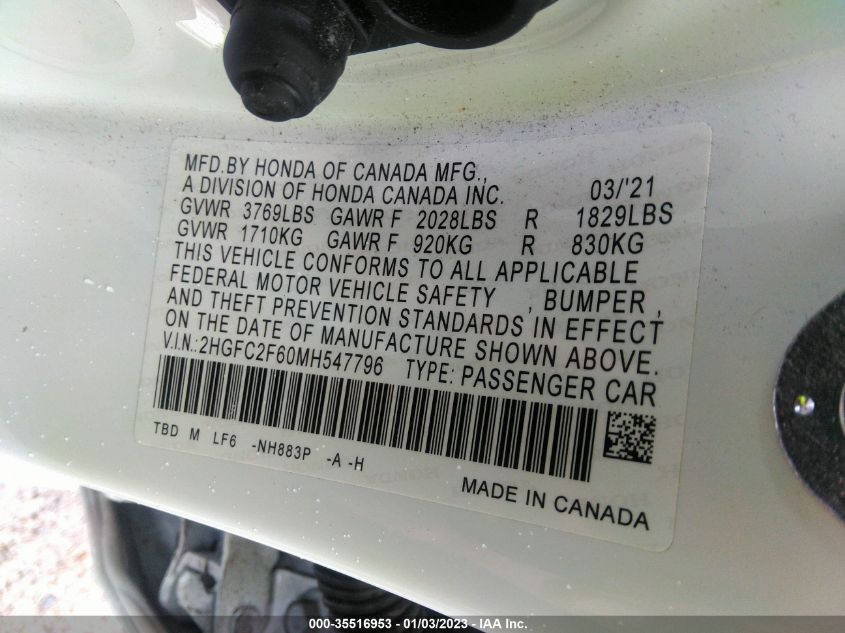 MFD.BY HONDA OF CANADA MFG.,
A DIVISION OF HONDA CANADA INC. 03/'21
GVWR 3769LBS GAWR F 2028LBS R 1829LBS
GVWR 1710KG GAWR F 920KG R 830KG
THIS VEHICLE CONFORMS TO ALL APPLICABLE
FEDERAL MOTOR VEHICLE SAFETY , BUMPER ,
AND THEFT PREVENTION STANDARDS IN EFFECT
ON THE DATE OF MANUFACTURE SHOWN ABOVE.
V.I.N.:2HGFC2F60MH547796 TYPE: PASSENGER CAR
TBD M LF6 -NH883P -A -H
MADE IN CANADA
000-35516953 - 01/03/2023 - IAA Inc.